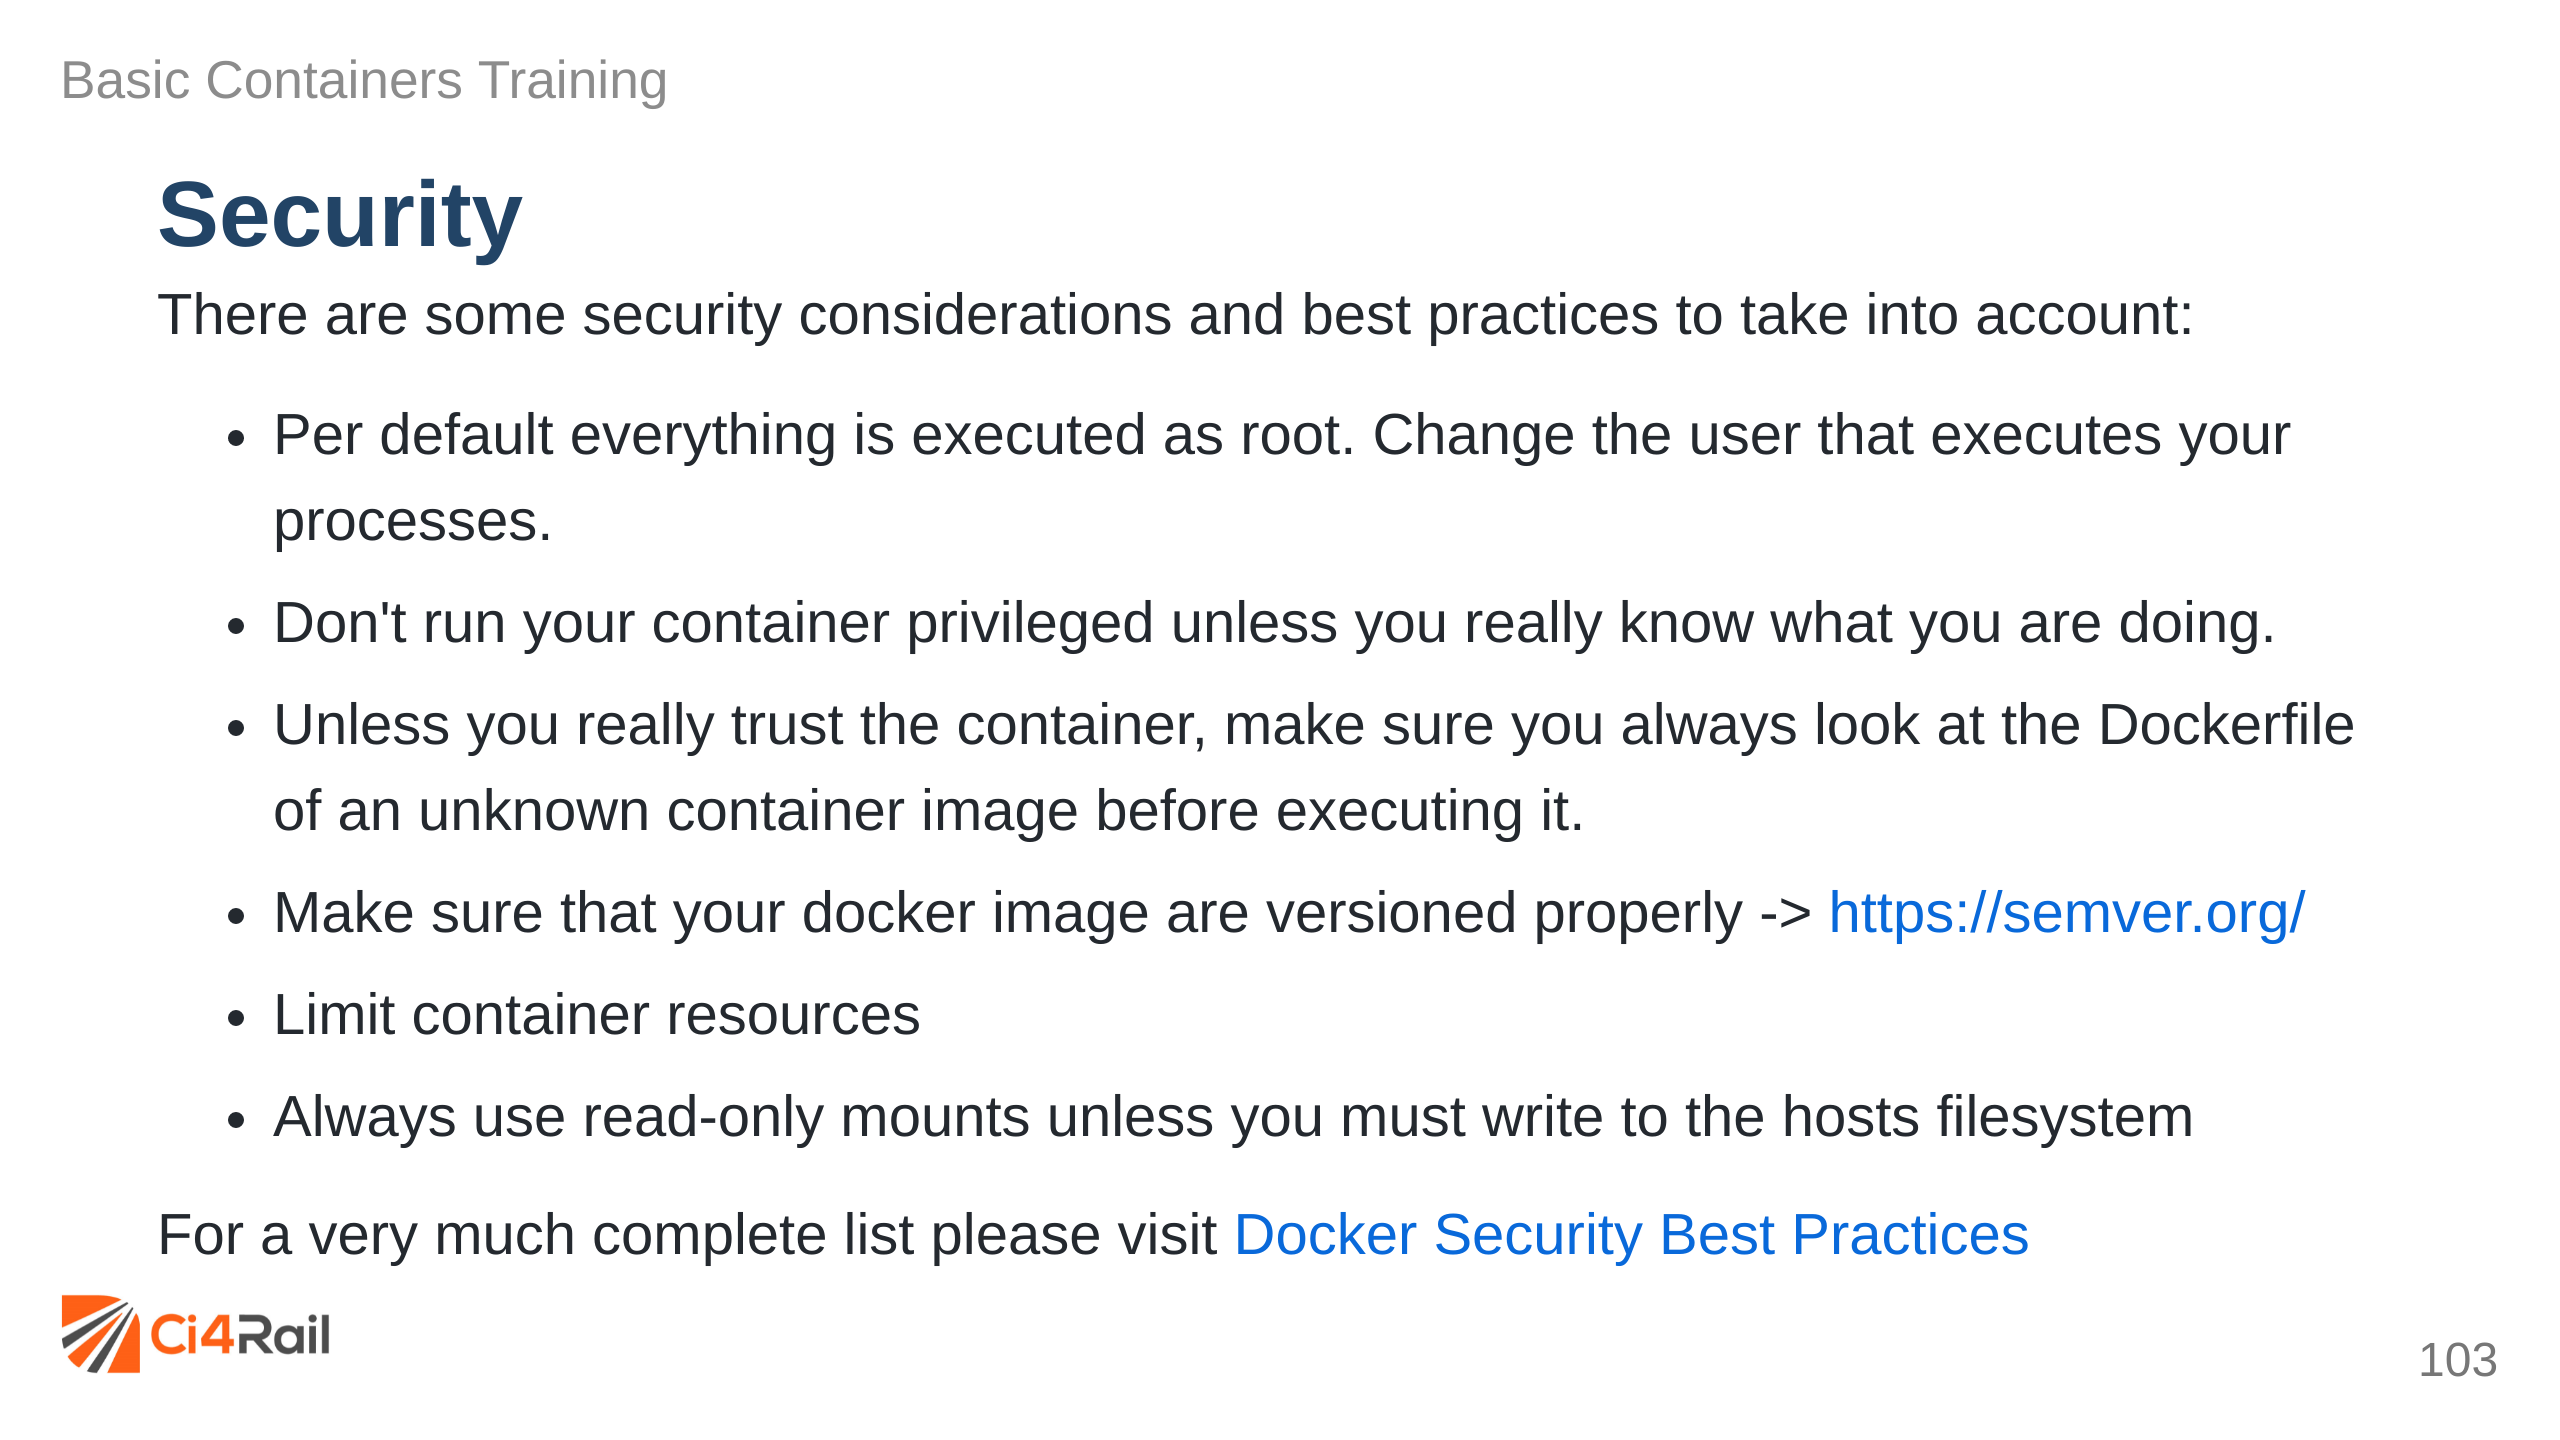 Basic Containers Training
Security
There are some security considerations and best practices to take into account:
• Per default everything is executed as root. Change the user that executes your
processes.
• Don't run your container privileged unless you really know what you are doing.
• Unless you really trust the container, make sure you always look at the Dockerfile
of an unknown container image before executing it.
• Make sure that your docker image are versioned properly -> https://semver.org/
• Limit container resources
• Always use read-only mounts unless you must write to the hosts filesystem
For a very much complete list please visit Docker Security Best Practices
Ci4Rail
103